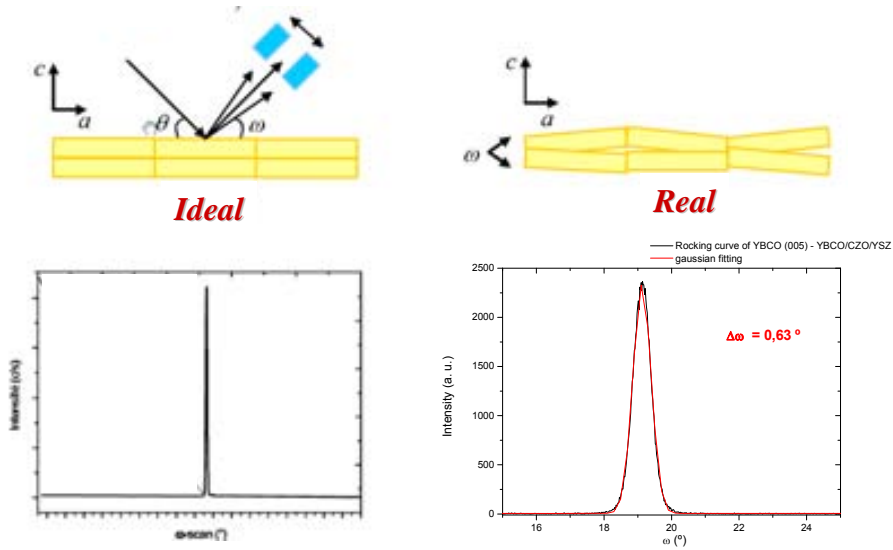 c
a
θ
ω
Ideal
c
a
ω
Real
ω-scan (°)
Rocking curve of YBCO (005) - YBCO/CZO/YSZ
gaussian fitting
2500
2000
1500
1000
500
0
Δω = 0,63 º
Intensity (a. u.)
16 18 20 22 24
ω (º)